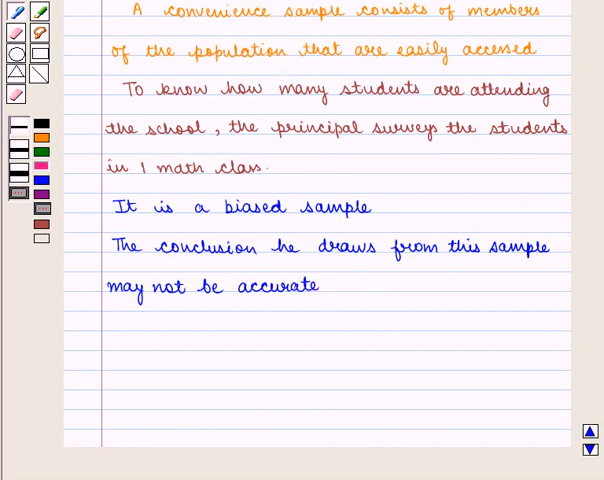 A convenience sample consists of members
of the population that are easily accessed
To know how many students are attending
the school, the principal surveys the students
in 1 math class.
It is a biased sample
The conclusion he draws from this sample
may not be accurate